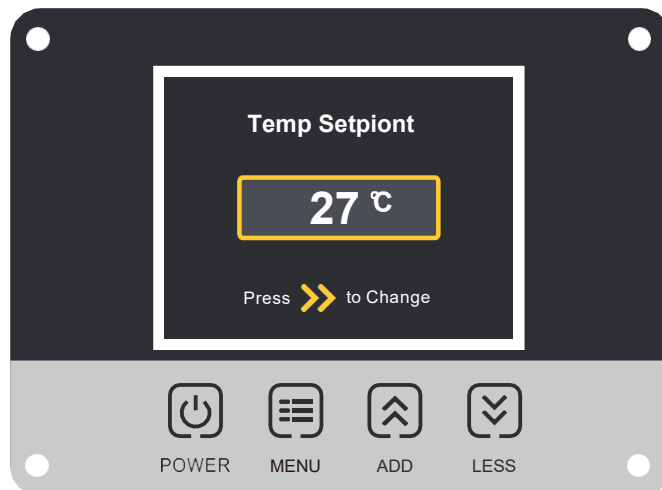 Temp Setpiont
27 ℃
Press to Change
POWER MENU ADD LESS